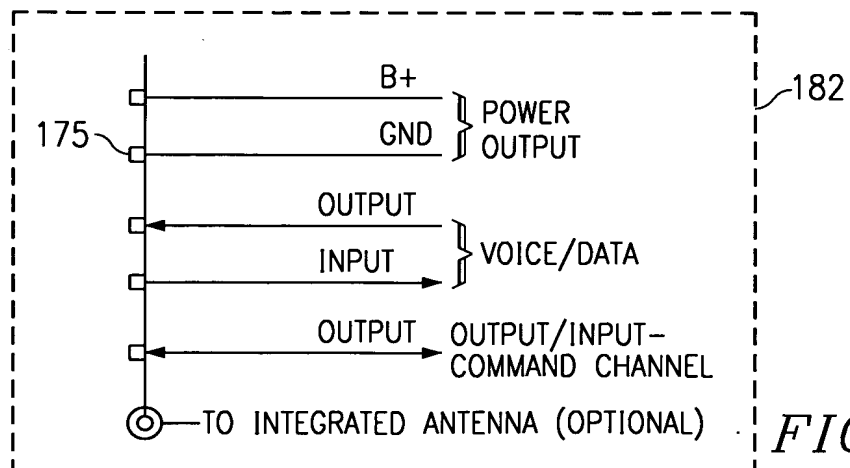 B+
182
175
GND
POWER
OUTPUT
OUTPUT
INPUT
VOICE/DATA
OUTPUT
OUTPUT/INPUT-
COMMAND CHANNEL
TO INTEGRATED ANTENNA (OPTIONAL)